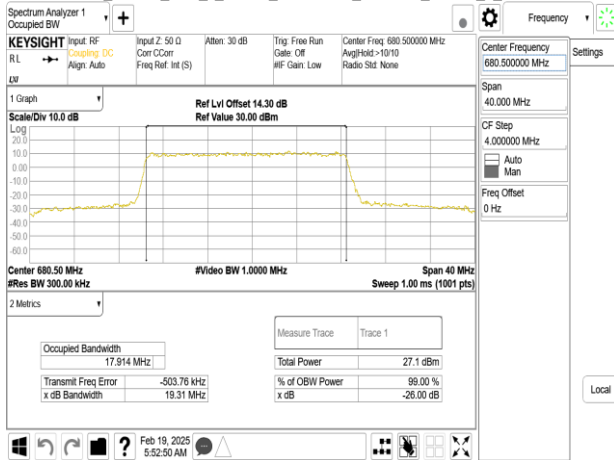 Spectrum Analyzer 1
Occupied BW
+
Frequency
KEYSIGHT
RL
LXI
Input: RF
Coupling: DC
Align: Auto
Input Z: 50 Ω
Corr CCorr
Freq Ref: Int (S)
Atten: 30 dB
Trig: Free Run
Gate: Off
#IF Gain: Low
Center Freq: 680.500000 MHz
Avg|Hold:>10/10
Radio Std: None
Center Frequency
680.500000 MHz
Settings
Span
40.000 MHz
CF Step
4.000000 MHz
Auto
Man
Freq Offset
0 Hz
Local
1 Graph
Scale/Div 10.0 dB
Ref Lvl Offset 14.30 dB
Ref Value 30.00 dBm
Log
20.0
10.0
0.00
-10.0
-20.0
-30.0
-40.0
-50.0
-60.0
Center 680.50 MHz
#Video BW 1.0000 MHz
Span 40 MHz
#Res BW 300.00 kHz
Sweep 1.00 ms (1001 pts)
2 Metrics
Measure Trace
Trace 1
Occupied Bandwidth
17.914 MHz
Total Power
27.1 dBm
Transmit Freq Error
-503.76 kHz
% of OBW Power
99.00 %
x dB Bandwidth
19.31 MHz
x dB
-26.00 dB
?
Feb 19, 2025
5:52:50 AM